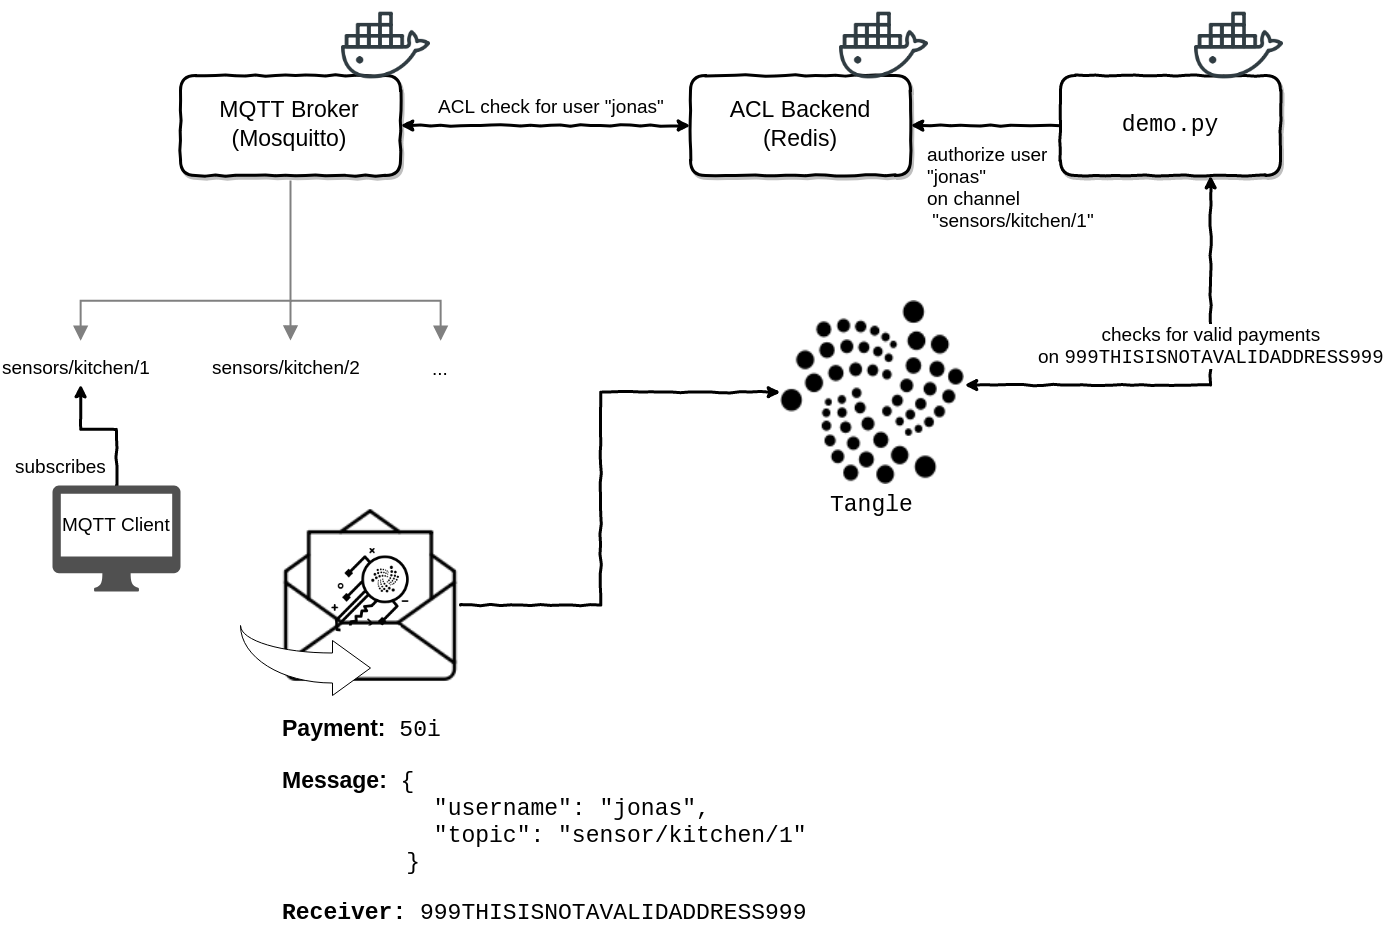 MQTT Broker
(Mosquitto)
ACL check for user "jonas"
ACL Backend
(Redis)
demo.py
authorize user
"jonas"
on channel
"sensors/kitchen/1"
checks for valid payments
on 999THISISNOTAVALIDADDRESS999
sensors/kitchen/1
sensors/kitchen/2
...
subscribes
MQTT Client
Tangle
Payment: 50i
Message: {
"username": "jonas",
"topic": "sensor/kitchen/1"
}
Receiver: 999THISISNOTAVALIDADDRESS999